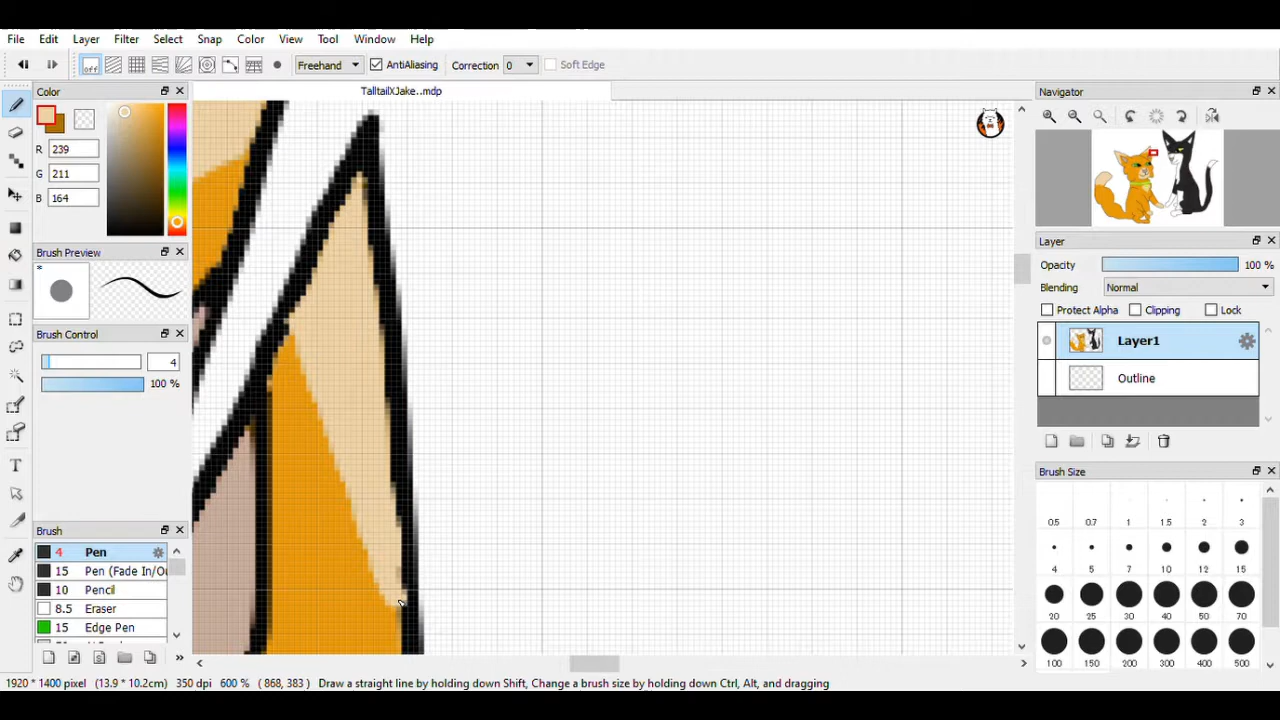 File Edit Layer Filter Select Snap Color View Tool Window Help
off Freehand AntiAliasing Correction 0 Soft Edge
Color
TalltailXJake..mdp
Navigator
R 239
G 211
B 164
Brush Preview
*
Layer
Opacity 100 %
Blending Normal
Protect Alpha Clipping Lock
Layer1
Outline
Brush Control
4
100 %
Brush
4 Pen
15 Pen (Fade In/Ou
10 Pencil
8.5 Eraser
15 Edge Pen
Brush Size
0.5 0.7 1 1.5 2 3
4 5 7 10 12 15
20 25 30 40 50 70
100 150 200 300 400 500
1920 * 1400 pixel (13.9 * 10.2cm) 350 dpi 600 % ( 868, 383 ) Draw a straight line by holding down Shift, Change a brush size by holding down Ctrl, Alt, and dragging